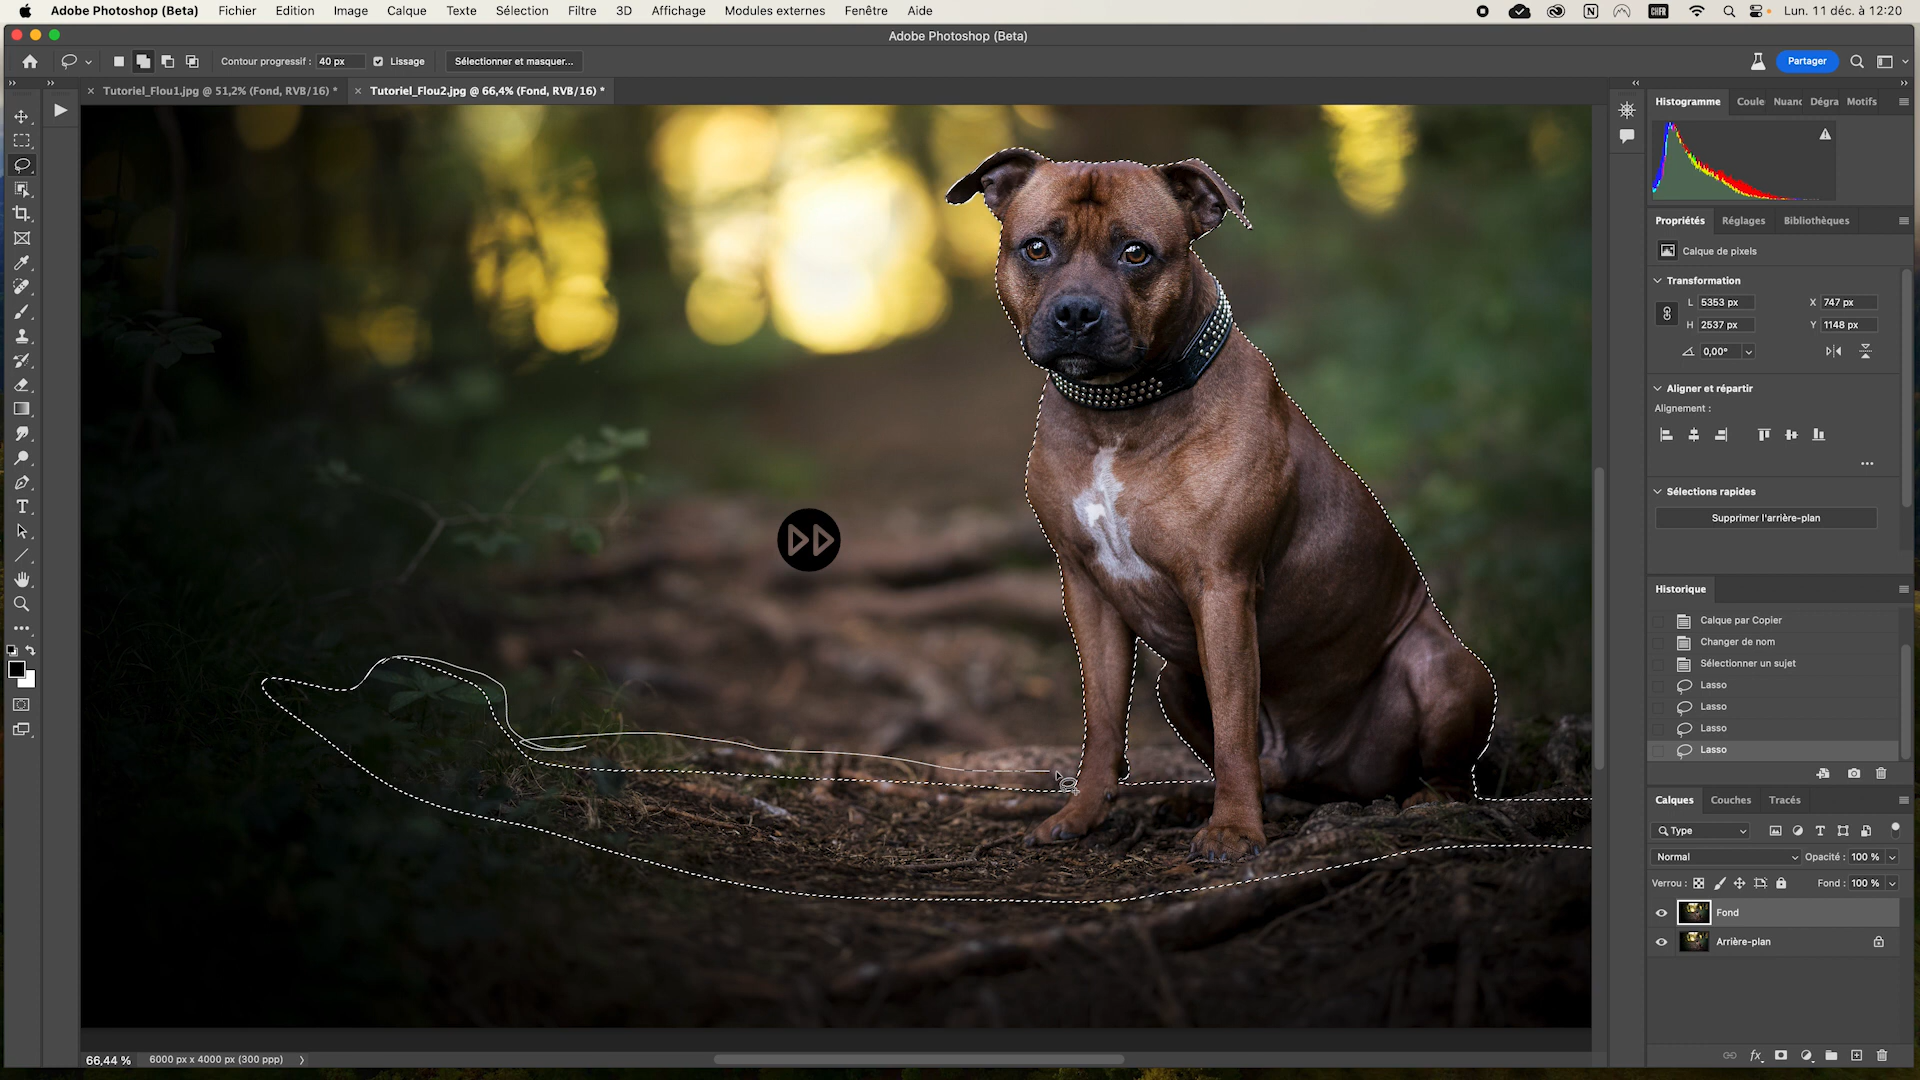 Adobe Photoshop (Beta) Fichier Edition Image Calque Texte Sélection Filtre 3D Affichage Modules externes Fenêtre Aide CHFR Lun. 11 déc. à 12:20
Adobe Photoshop (Beta)
Contour progressif : 40 px Lissage Sélectionner et masquer... Partager
Tutoriel_Flou1.jpg @ 51,2% (Fond, RVB/16) * Tutoriel_Flou2.jpg @ 66,4% (Fond, RVB/16) *
Histogramme Coule Nuanc Dégra Motifs
Propriétés Réglages Bibliothèques
Calque de pixels
Transformation
L 5353 px X 747 px
H 2537 px Y 1148 px
0,00°
Aligner et répartir
Alignement :
Sélections rapides
Supprimer l'arrière-plan
Historique
Calque par Copier
Changer de nom
Sélectionner un sujet
Lasso
Lasso
Lasso
Lasso
Calques Couches Tracés
Type
Normal Opacité : 100 %
Verrou : Fond : 100 %
Fond
Arrière-plan
66,44 % 6000 px x 4000 px (300 ppp)